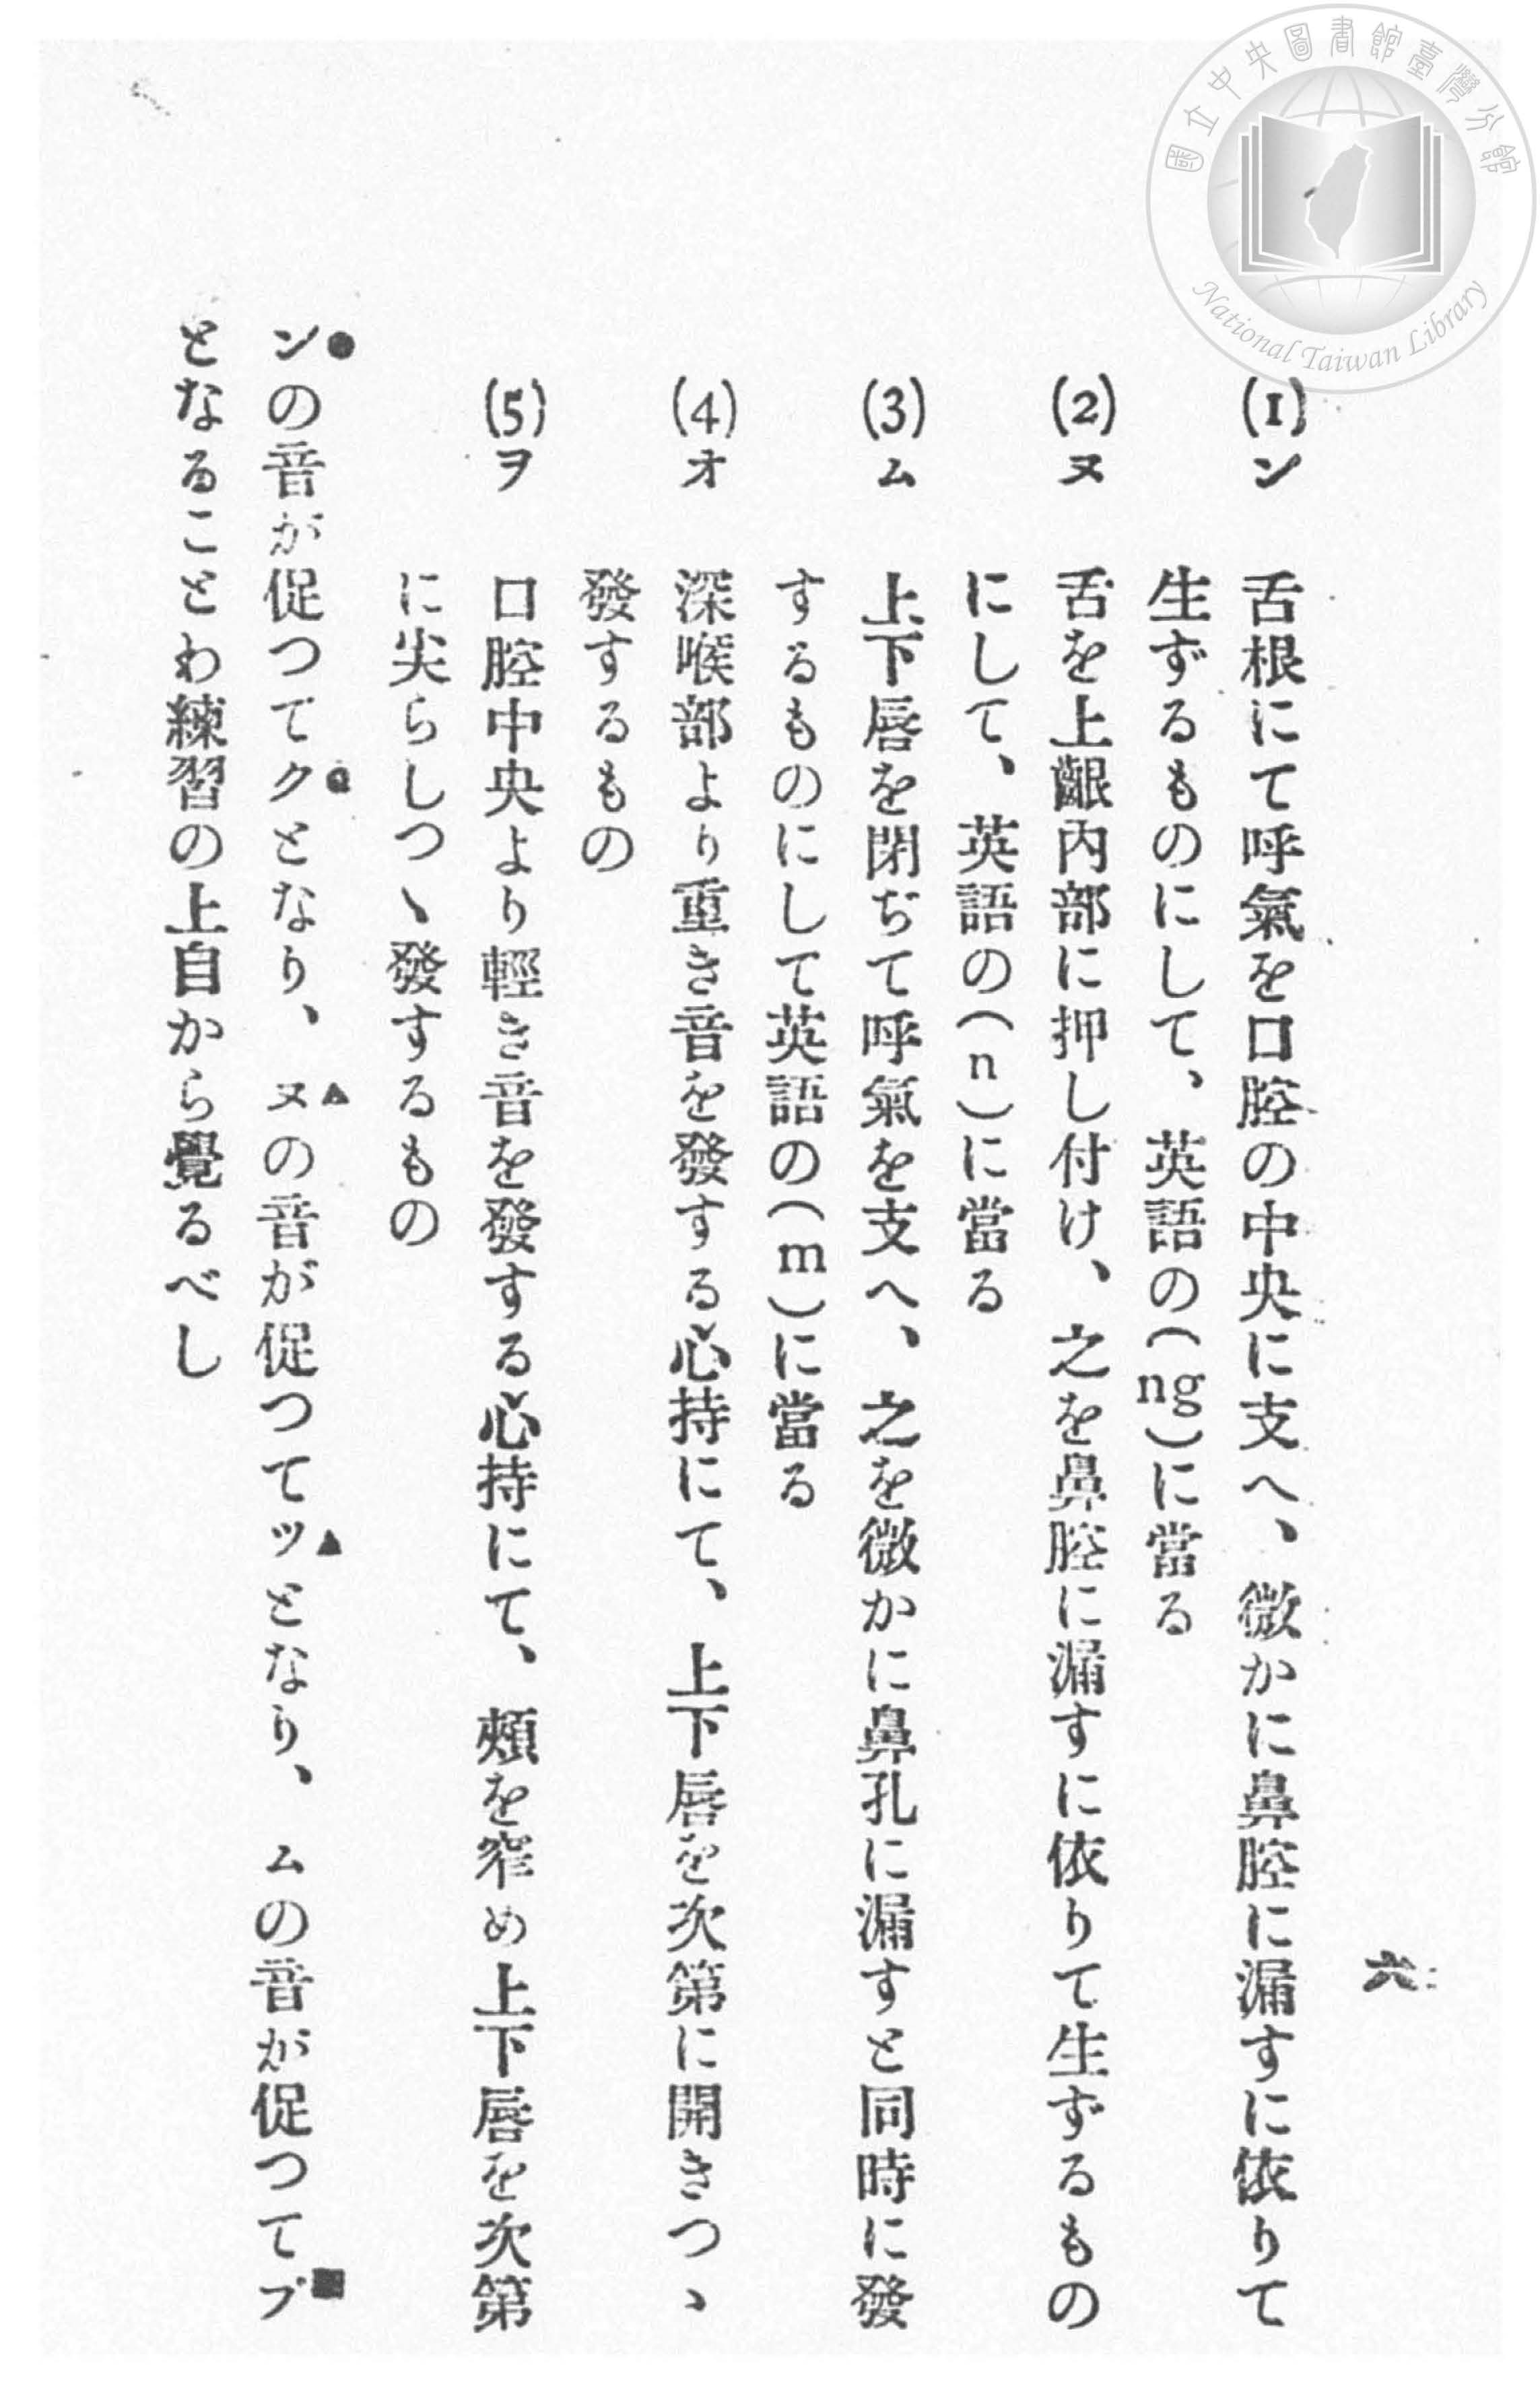 國立中央圖書館臺灣分館
National Taiwan Library
六
(1)ン　舌根にて呼氣を口腔の中央に支へ、微かに鼻腔に漏すに依りて
生ずるものにして、英語の(ng)に當る
(2)ヌ　舌を上齦內部に押し付け、之を鼻腔に漏すに依りて生ずるもの
にして、英語の(n)に當る
(3)ム　上下唇を閉ぢて呼氣を支へ、之を微かに鼻孔に漏すと同時に發
するものにして英語の(m)に當る
(4)オ　深喉部より重き音を發する心持にて、上下唇を次第に開きつゝ
發するもの
(5)ヲ　口腔中央より輕き音を發する心持にて、頰を窄め上下唇を次第
に尖らしつゝ發するもの
ンの音が促つてクとなり、ヌの音が促つてッとなり、ムの音が促つてプ
となることわ練習の上自から覺るべし